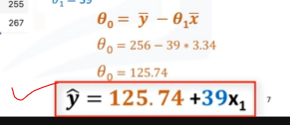 255
267
θ₀ = y̅ − θ₁x̅
θ₀ = 256 − 39 * 3.34
θ₀ = 125.74
ŷ = 125.74 +39x₁
?